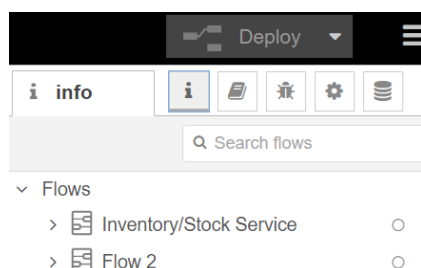 Deploy
i info
Search flows
Flows
Inventory/Stock Service
Flow 2